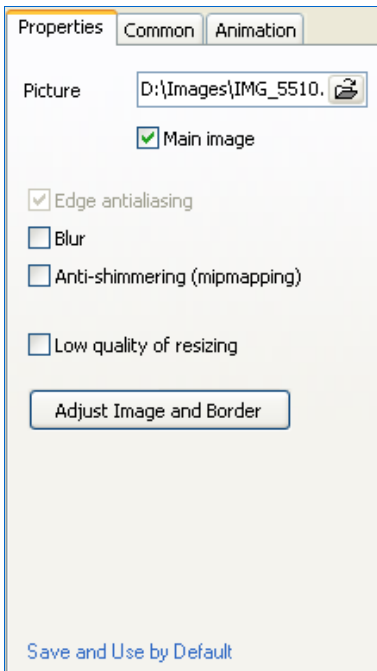 Properties Common Animation
Picture D:\Images\IMG_5510.
Main image
Edge antialiasing
Blur
Anti-shimmering (mipmapping)
Low quality of resizing
Adjust Image and Border
Save and Use by Default